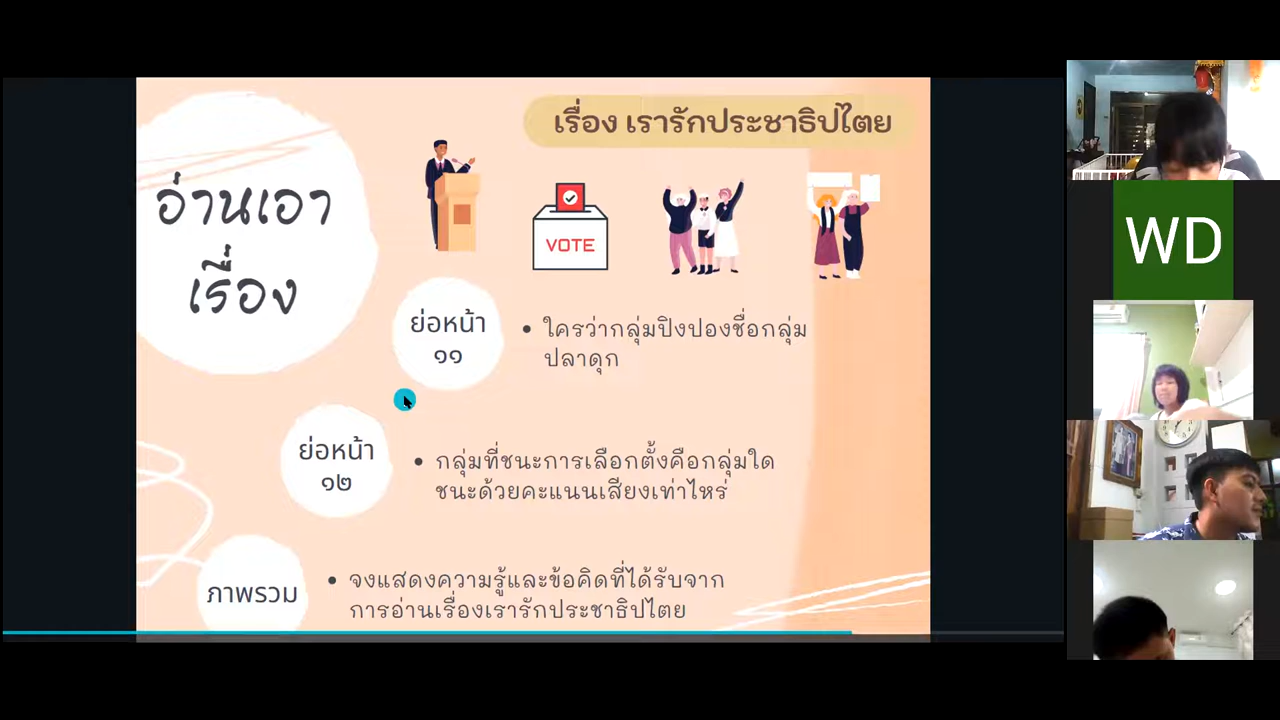 เรื่อง เรารักประชาธิปไตย
อ่านเอา
เรื่อง
VOTE
ย่อหน้า
๑๑
• ใครว่ากลุ่มปิงปองชื่อกลุ่ม
ปลาดุก
ย่อหน้า
๑๒
• กลุ่มที่ชนะการเลือกตั้งคือกลุ่มใด
ชนะด้วยคะแนนเสียงเท่าไหร่
ภาพรวม
• จงแสดงความรู้และข้อคิดที่ได้รับจาก
การอ่านเรื่องเรารักประชาธิปไตย
WD